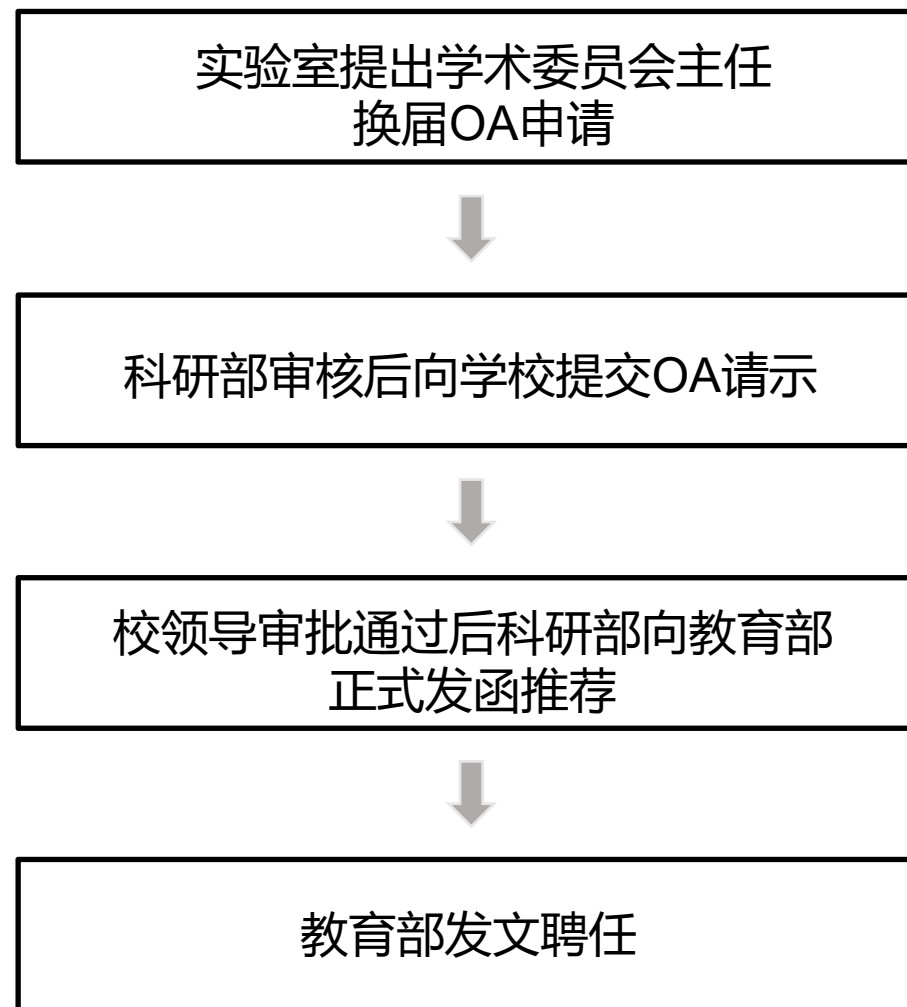 实验室提出学术委员会主任
换届OA申请
科研部审核后向学校提交OA请示
校领导审批通过后科研部向教育部
正式发函推荐
教育部发文聘任